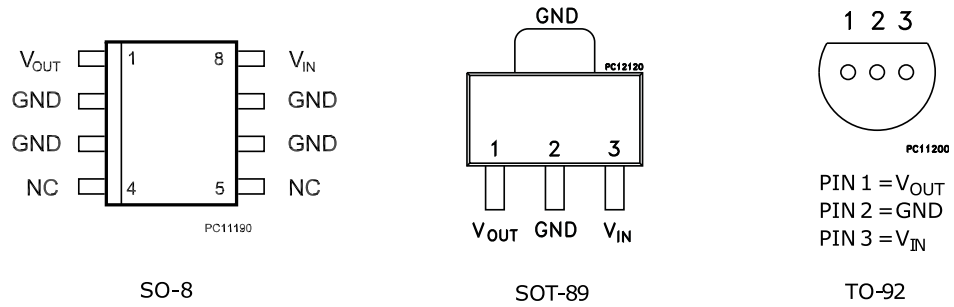 V_OUT 1 8 V_IN
GND GND
GND GND
NC 4 5 NC
PC11190
SO-8
GND
PC12120
1 2 3
V_OUT GND V_IN
SOT-89
1 2 3
PC11200
PIN 1 = V_OUT
PIN 2 = GND
PIN 3 = V_IN
TO-92